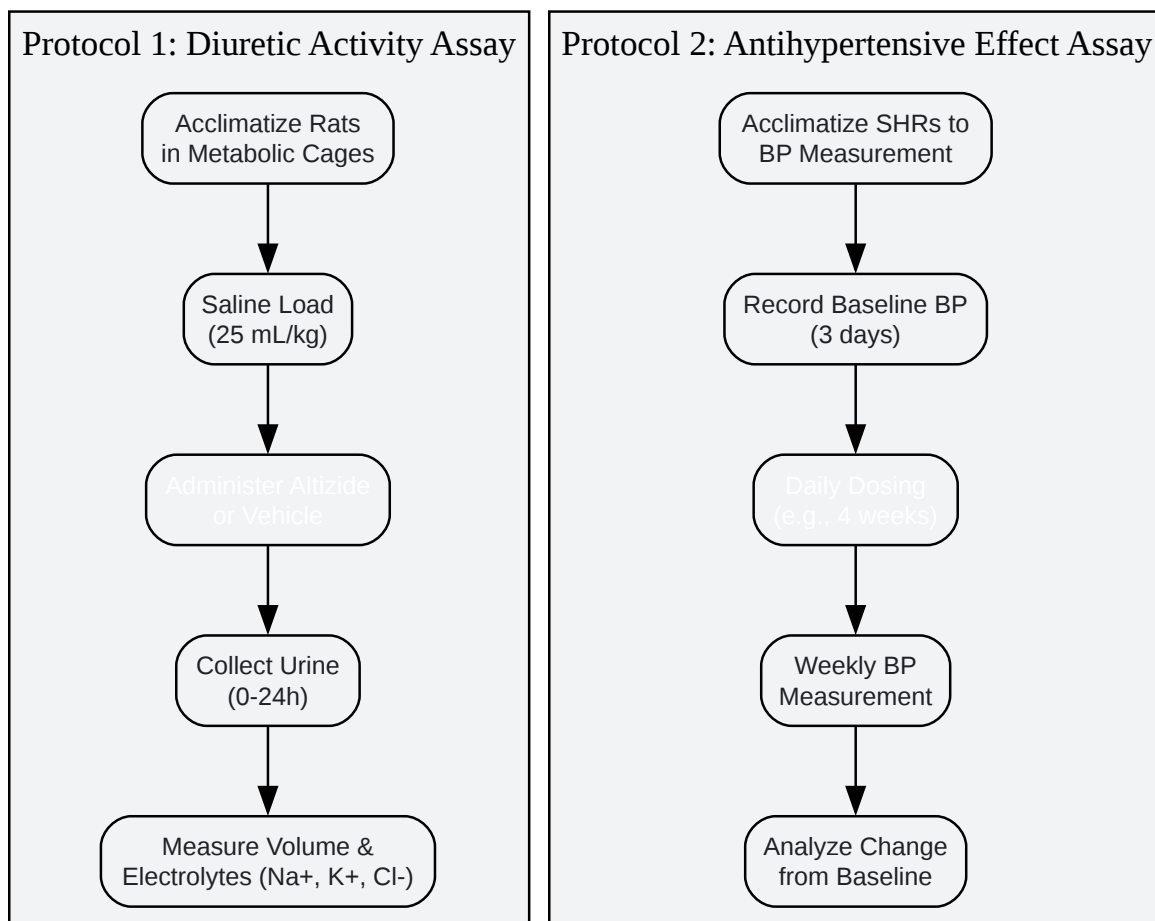 Protocol 1: Diuretic Activity Assay
Acclimatize Rats
in Metabolic Cages
Saline Load
(25 mL/kg)
Administer Altizide
or Vehicle
Collect Urine
(0-24h)
Measure Volume &
Electrolytes (Na+, K+, Cl-)
Protocol 2: Antihypertensive Effect Assay
Acclimatize SHRs to
BP Measurement
Record Baseline BP
(3 days)
Daily Dosing
(e.g., 4 weeks)
Weekly BP
Measurement
Analyze Change
from Baseline